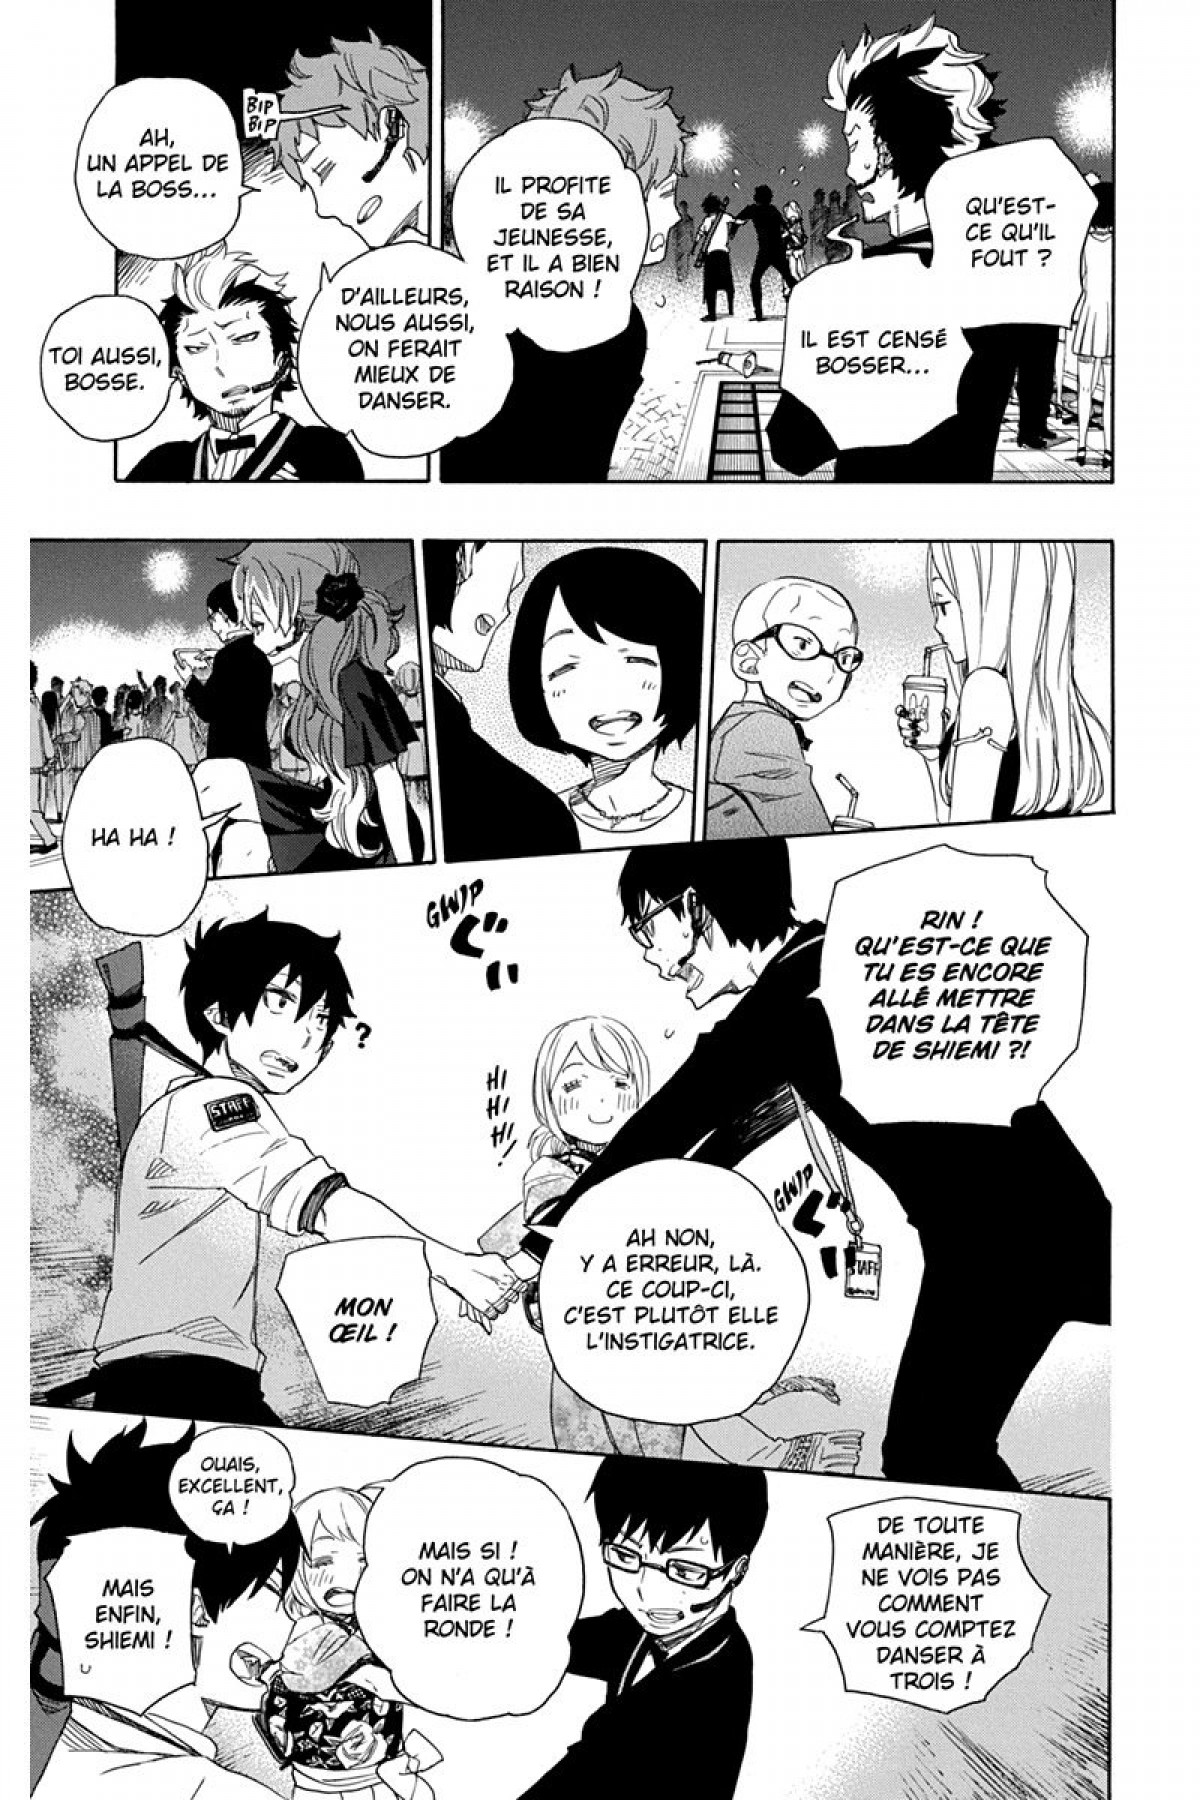 QU'EST-
CE QU'IL
FOUT ?
IL EST CENSÉ
BOSSER...
IL PROFITE
DE SA
JEUNESSE,
ET IL A BIEN
RAISON !
D'AILLEURS,
NOUS AUSSI,
ON FERAIT
MIEUX DE
DANSER.
BIP
BIP
AH,
UN APPEL DE
LA BOSS...
TOI AUSSI,
BOSSE.
HA HA !
RIN !
QU'EST-CE QUE
TU ES ENCORE
ALLÉ METTRE
DANS LA TÊTE
DE SHIEMI ?!
GWIP
ぐ
?
STAFF
HI
HI
HI !
GWIP
ぐ
STAFF
AH NON,
Y A ERREUR, LÀ.
CE COUP-CI,
C'EST PLUTÔT ELLE
L'INSTIGATRICE.
MON
ŒIL !
DE TOUTE
MANIÈRE, JE
NE VOIS PAS
COMMENT
VOUS COMPTEZ
DANSER À
TROIS !
MAIS SI !
ON N'A QU'À
FAIRE LA
RONDE !
OUAIS,
EXCELLENT,
ÇA !
MAIS
ENFIN,
SHIEMI !